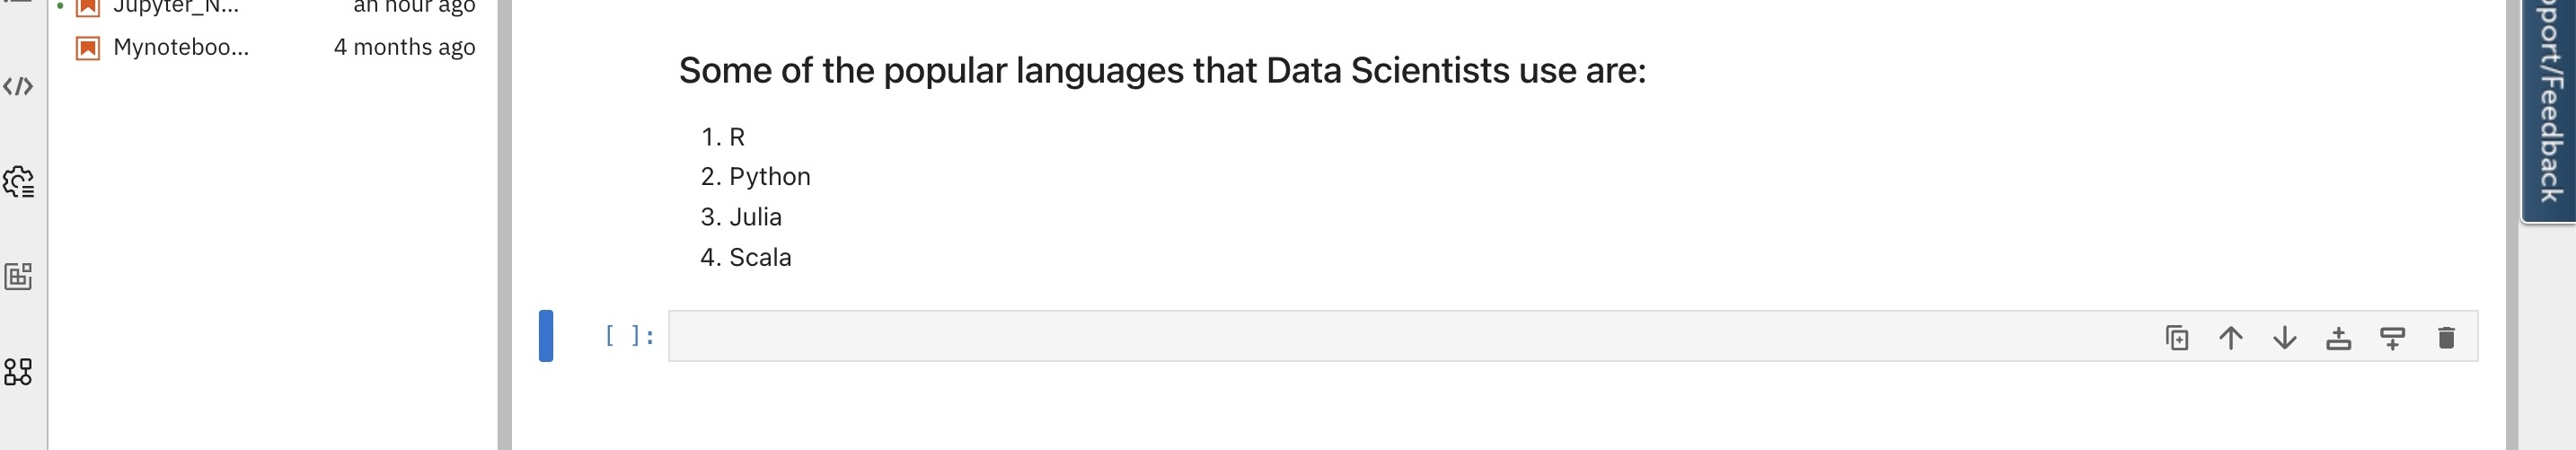 Jupyter_N... an hour ago
Mynoteboo... 4 months ago
Some of the popular languages that Data Scientists use are:
1. R
2. Python
3. Julia
4. Scala
[ ]:
pport/Feedback